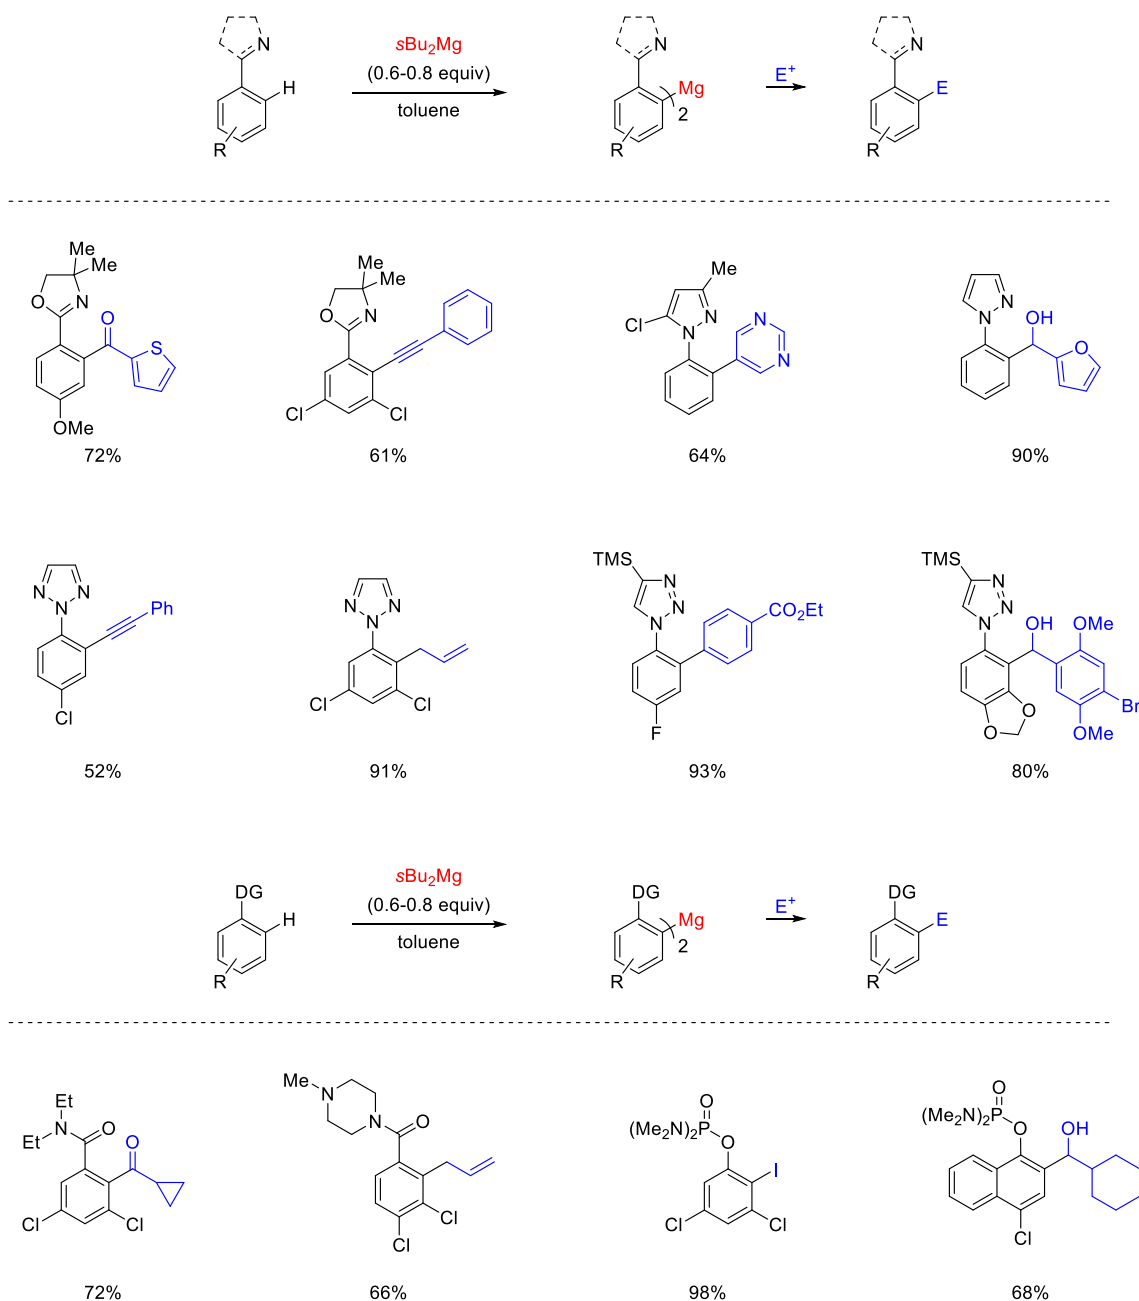 N
H
R
sBu2Mg
(0.6-0.8 equiv)
toluene
N
Mg
)2
R
E+
N
E
R
Me
Me
O
N
O
S
OMe
72%
Me
Me
O
N
Cl
Cl
61%
Me
Cl
N
N
N
N
64%
N
N
OH
O
90%
N
N
N
Ph
Cl
52%
N
N
N
Cl
Cl
91%
TMS
N
N
N
CO2Et
F
93%
TMS
N
N
N
OH
OMe
Br
O
O
OMe
80%
DG
H
R
sBu2Mg
(0.6-0.8 equiv)
toluene
DG
Mg
)2
R
E+
DG
E
R
Et
N
Et
O
O
Cl
Cl
72%
Me
N
N
O
Cl
Cl
66%
O
(Me2N)2P
O
I
Cl
Cl
98%
O
(Me2N)2P
O
OH
Cl
68%